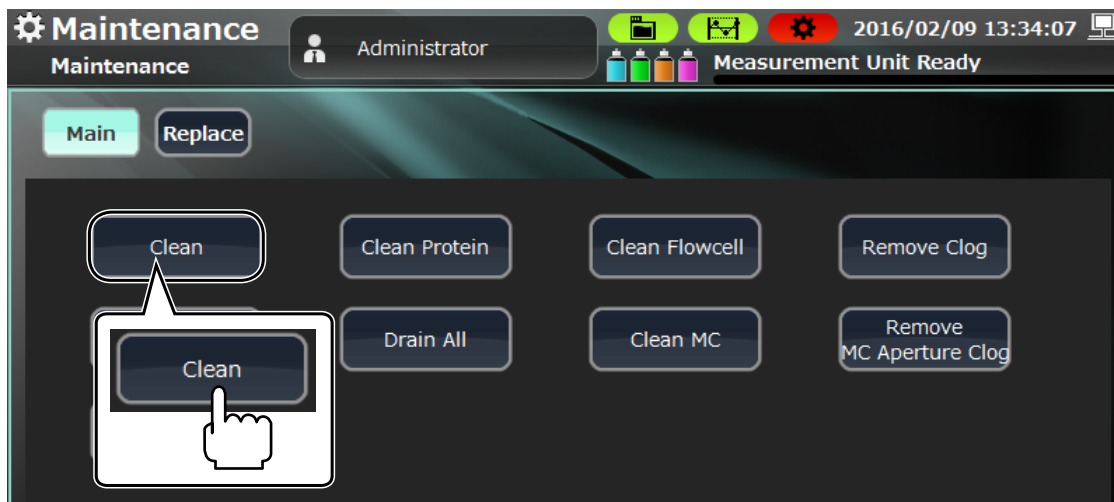 Maintenance
Administrator
2016/02/09 13:34:07
Maintenance
Measurement Unit Ready
Main
Replace
Clean
Clean Protein
Clean Flowcell
Remove Clog
Drain All
Clean MC
Remove
MC Aperture Clog
Clean